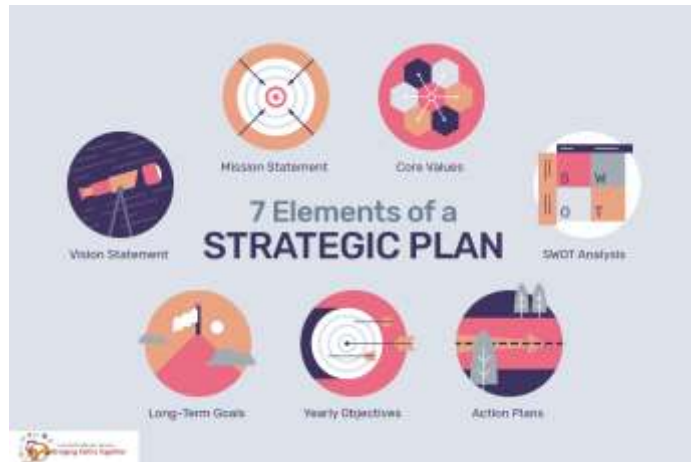 Mission Statement
Core Values
Vision Statement
7 Elements of a
STRATEGIC PLAN
S W
O T
SWOT Analysis
Long-Term Goals
Yearly Objectives
Action Plans
Together